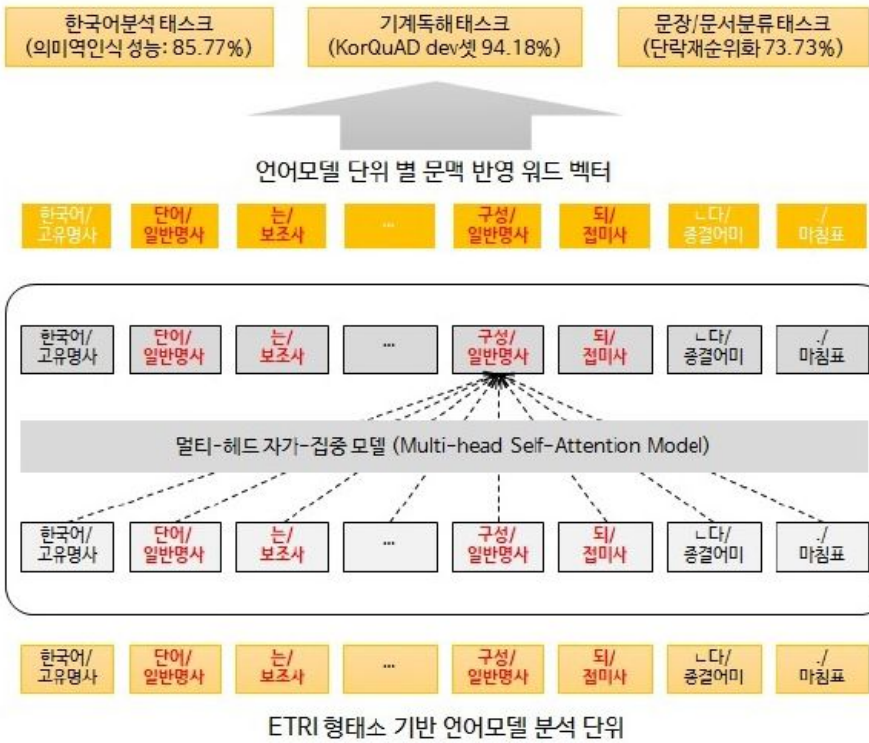 한국어분석 태스크
(의미역인식 성능: 85.77%)
기계독해 태스크
(KorQuAD dev셋 94.18%)
문장/문서분류 태스크
(단락재순위화 73.73%)
언어모델 단위 별 문맥 반영 워드 벡터
한국어/
고유명사
단어/
일반명사
는/
보조사
...
구성/
일반명사
되/
접미사
ㄴ다/
종결어미
./
마침표
한국어/
고유명사
단어/
일반명사
는/
보조사
...
구성/
일반명사
되/
접미사
ㄴ다/
종결어미
./
마침표
멀티-헤드 자가-집중 모델 (Multi-head Self-Attention Model)
한국어/
고유명사
단어/
일반명사
는/
보조사
...
구성/
일반명사
되/
접미사
ㄴ다/
종결어미
./
마침표
한국어/
고유명사
단어/
일반명사
는/
보조사
...
구성/
일반명사
되/
접미사
ㄴ다/
종결어미
./
마침표
ETRI 형태소 기반 언어모델 분석 단위